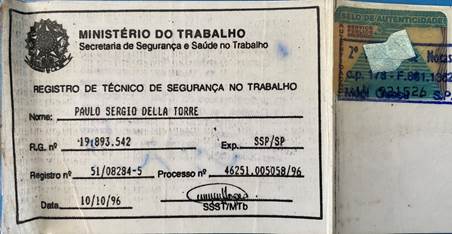 MINISTÉRIO DO TRABALHO
Secretaria de Segurança e Saúde no Trabalho
REGISTRO DE TÉCNICO DE SEGURANÇA NO TRABALHO
Nome: PAULO SERGIO DELLA TORRE
R.G. nº 19.893.542 Exp. SSP/SP
Registro nº 51/08284-5 Processo nº 46251.005058/96
Data 10/10/96
SSST/MTb
SELO DE AUTENTICIDADE
2º Notas
S.P.